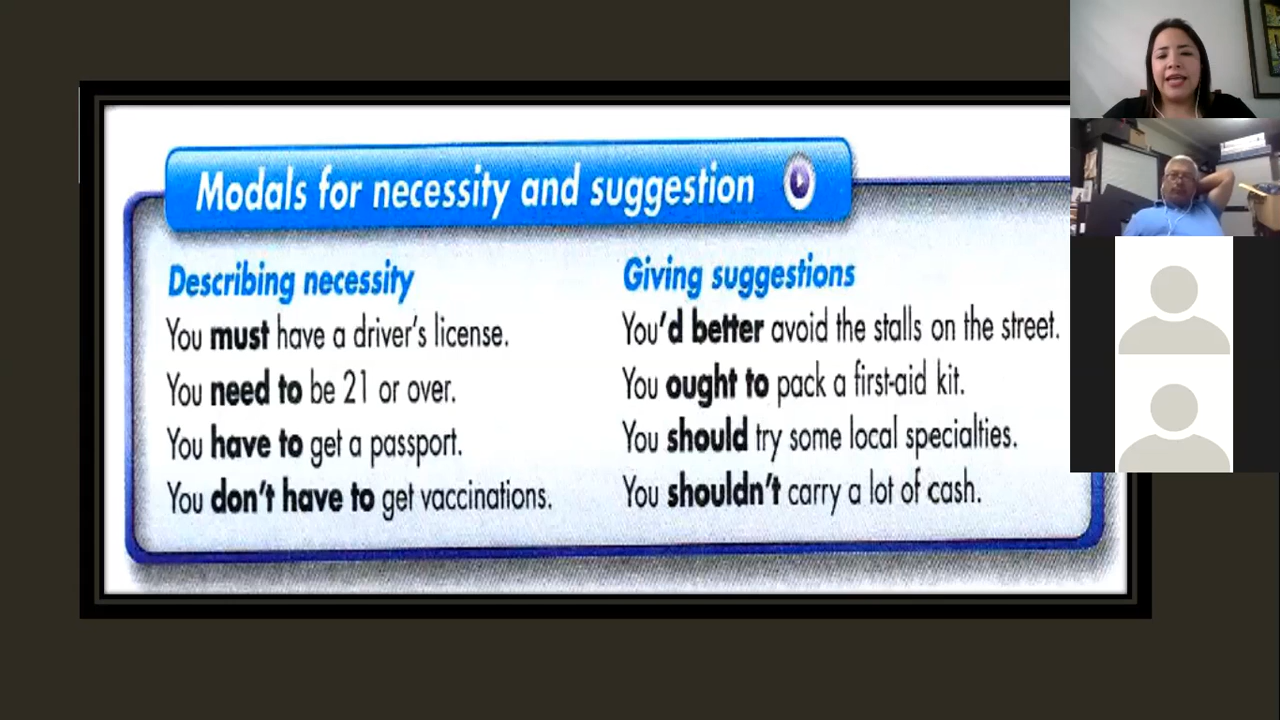 Modals for necessity and suggestion
Describing necessity
You must have a driver's license.
You need to be 21 or over.
You have to get a passport.
You don't have to get vaccinations.
Giving suggestions
You'd better avoid the stalls on the street.
You ought to pack a first-aid kit.
You should try some local specialties.
You shouldn't carry a lot of cash.